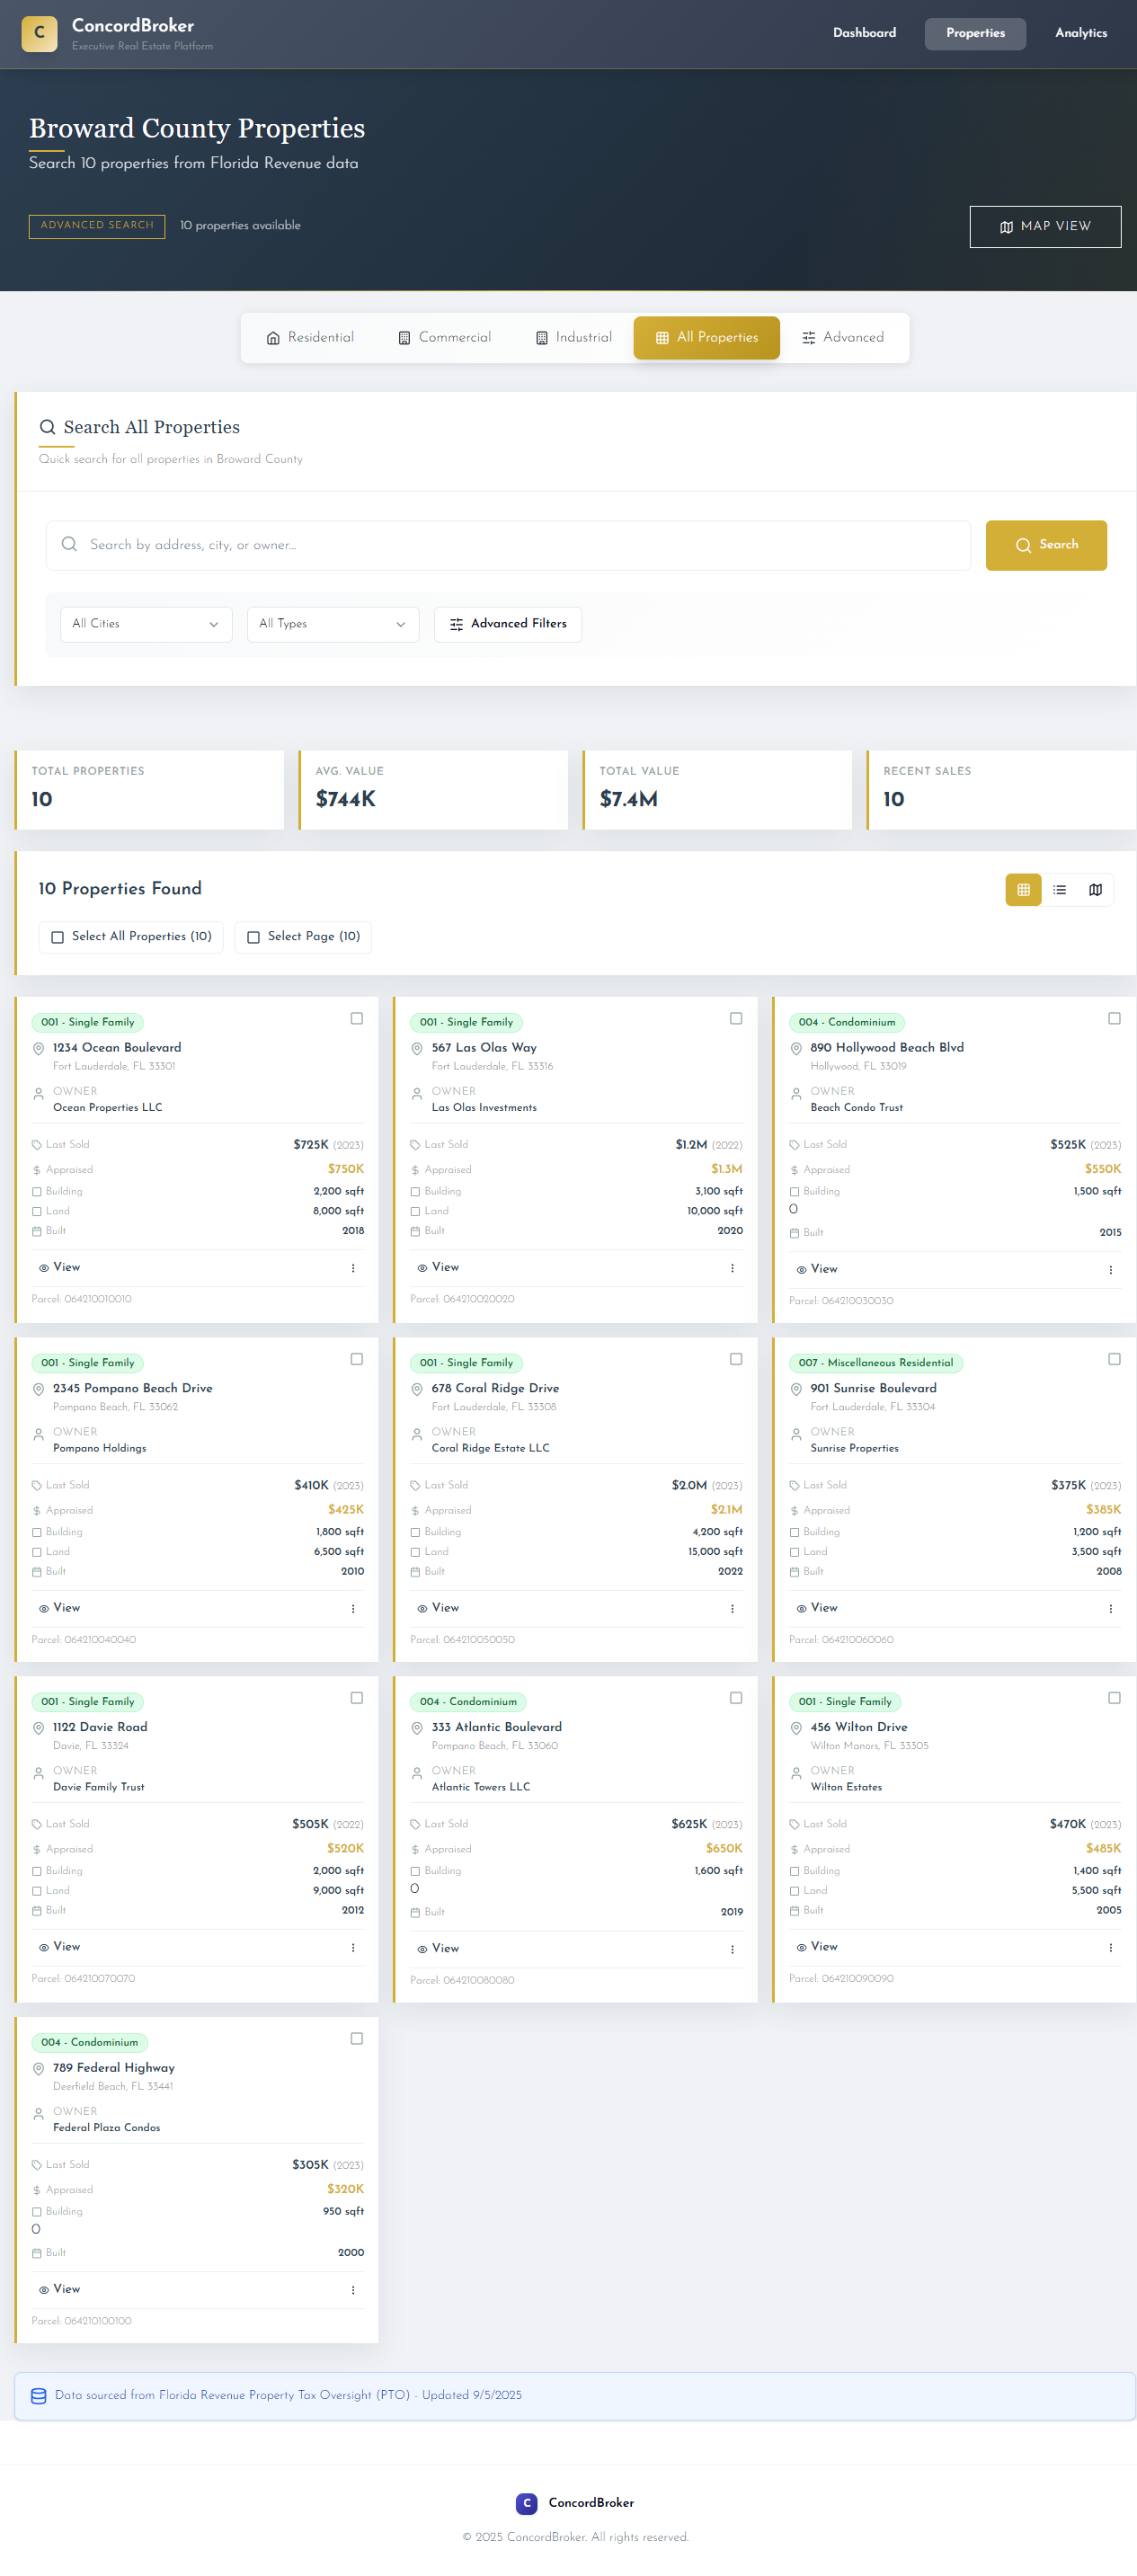 C ConcordBroker
Executive Real Estate Platform
Dashboard Properties Analytics
Broward County Properties
Search 10 properties from Florida Revenue data
ADVANCED SEARCH 10 properties available
MAP VIEW
Residential Commercial Industrial All Properties Advanced
Search All Properties
Quick search for all properties in Broward County
Search by address, city, or owner...
Search
All Cities All Types Advanced Filters
TOTAL PROPERTIES
10
AVG. VALUE
$744K
TOTAL VALUE
$7.4M
RECENT SALES
10
10 Properties Found
Select All Properties (10) Select Page (10)
001 - Single Family
1234 Ocean Boulevard
Fort Lauderdale, FL 33301
OWNER
Ocean Properties LLC
Last Sold $725K (2023)
Appraised $750K
Building 2,200 sqft
Land 8,000 sqft
Built 2018
View
Parcel: 064210010010
001 - Single Family
567 Las Olas Way
Fort Lauderdale, FL 33316
OWNER
Las Olas Investments
Last Sold $1.2M (2022)
Appraised $1.3M
Building 3,100 sqft
Land 10,000 sqft
Built 2020
View
Parcel: 064210020020
004 - Condominium
890 Hollywood Beach Blvd
Hollywood, FL 33019
OWNER
Beach Condo Trust
Last Sold $525K (2023)
Appraised $550K
Building 1,500 sqft
0
Built 2015
View
Parcel: 064210030030
001 - Single Family
2345 Pompano Beach Drive
Pompano Beach, FL 33062
OWNER
Pompano Holdings
Last Sold $410K (2023)
Appraised $425K
Building 1,800 sqft
Land 6,500 sqft
Built 2010
View
Parcel: 064210040040
001 - Single Family
678 Coral Ridge Drive
Fort Lauderdale, FL 33308
OWNER
Coral Ridge Estate LLC
Last Sold $2.0M (2023)
Appraised $2.1M
Building 4,200 sqft
Land 15,000 sqft
Built 2022
View
Parcel: 064210050050
007 - Miscellaneous Residential
901 Sunrise Boulevard
Fort Lauderdale, FL 33304
OWNER
Sunrise Properties
Last Sold $375K (2023)
Appraised $385K
Building 1,200 sqft
Land 3,500 sqft
Built 2008
View
Parcel: 064210060060
001 - Single Family
1122 Davie Road
Davie, FL 33324
OWNER
Davie Family Trust
Last Sold $505K (2022)
Appraised $520K
Building 2,000 sqft
Land 9,000 sqft
Built 2012
View
Parcel: 064210070070
004 - Condominium
333 Atlantic Boulevard
Pompano Beach, FL 33060
OWNER
Atlantic Towers LLC
Last Sold $625K (2023)
Appraised $650K
Building 1,600 sqft
0
Built 2019
View
Parcel: 064210080080
001 - Single Family
456 Wilton Drive
Wilton Manors, FL 33305
OWNER
Wilton Estates
Last Sold $470K (2023)
Appraised $485K
Building 1,400 sqft
Land 5,500 sqft
Built 2005
View
Parcel: 064210090090
004 - Condominium
789 Federal Highway
Deerfield Beach, FL 33441
OWNER
Federal Plaza Condos
Last Sold $305K (2023)
Appraised $320K
Building 950 sqft
0
Built 2000
View
Parcel: 064210100100
Data sourced from Florida Revenue Property Tax Oversight (PTO) - Updated 9/5/2025
C ConcordBroker
© 2025 ConcordBroker. All rights reserved.